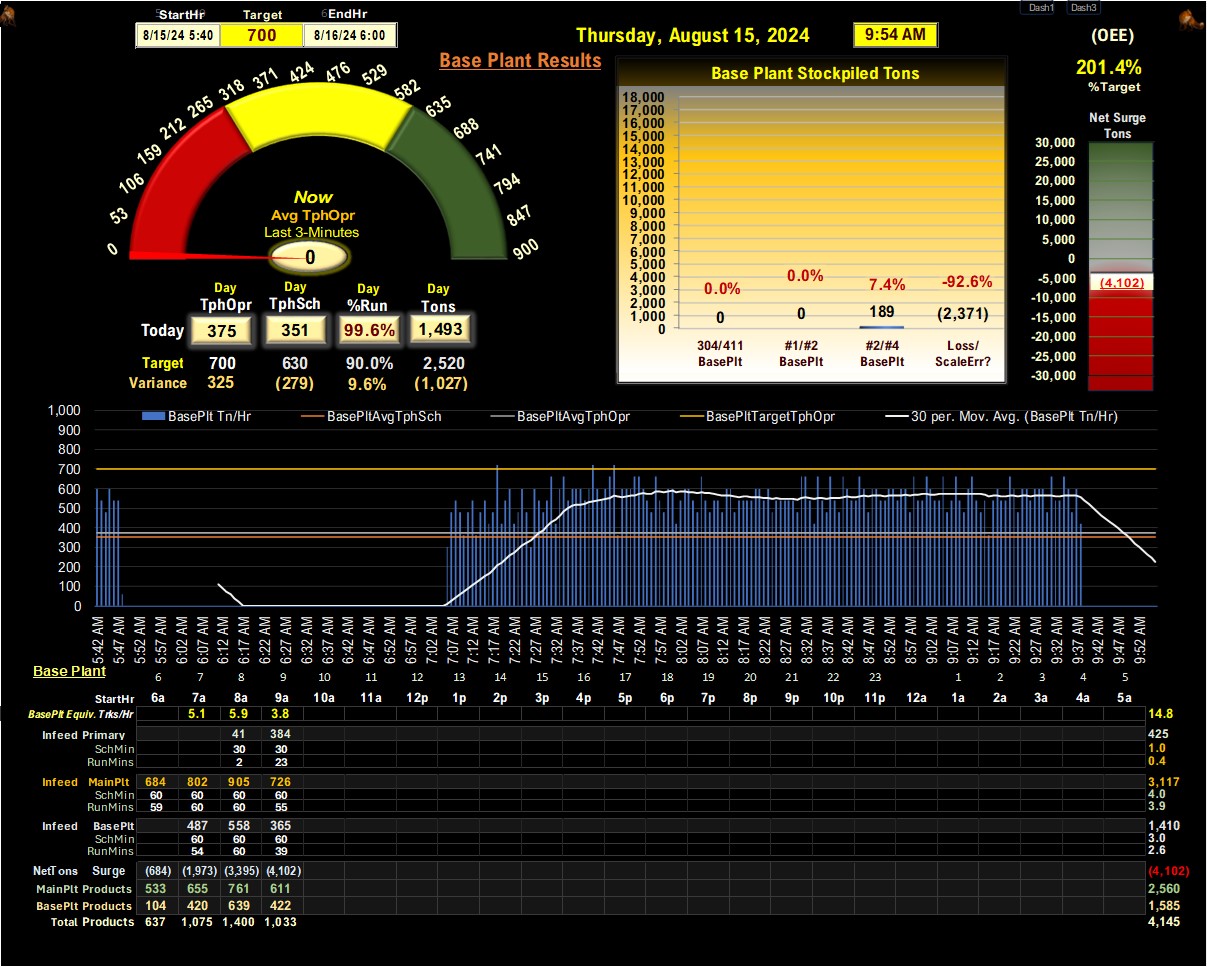 StartHr Target EndHr Dash1 Dash3
8/15/24 5:40 700 8/16/24 6:00
Thursday, August 15, 2024 9:54 AM (OEE)
Base Plant Results
201.4%
%Target
Base Plant Stockpiled Tons
Net Surge
Tons
0 53 106 159 212 265 318 371 424 476 529 582 635 688 741 794 847 900
Now
Avg TphOpr
Last 3-Minutes
0
18,000
17,000
16,000
15,000
14,000
13,000
12,000
11,000
10,000
9,000
8,000
7,000
6,000
5,000
4,000
3,000
2,000
1,000
0
0.0% 0.0% 7.4% -92.6%
0 0 189 (2,371)
304/411 #1/#2 #2/#4 Loss/
BasePlt BasePlt BasePlt ScaleErr?
30,000
25,000
20,000
15,000
10,000
5,000
0
-5,000
-10,000
-15,000
-20,000
-25,000
-30,000
(4,102)
Day Day Day Day
TphOpr TphSch %Run Tons
Today 375 351 99.6% 1,493
Target 700 630 90.0% 2,520
Variance 325 (279) 9.6% (1,027)
BasePlt Tn/Hr BasePltAvgTphSch BasePltAvgTphOpr BasePltTargetTphOpr 30 per. Mov. Avg. (BasePlt Tn/Hr)
1,000
900
800
700
600
500
400
300
200
100
0
5:42 AM 5:47 AM 5:52 AM 5:57 AM 6:02 AM 6:07 AM 6:12 AM 6:17 AM 6:22 AM 6:27 AM 6:32 AM 6:37 AM 6:42 AM 6:47 AM 6:52 AM 6:57 AM 7:02 AM 7:07 AM 7:12 AM 7:17 AM 7:22 AM 7:27 AM 7:32 AM 7:37 AM 7:42 AM 7:47 AM 7:52 AM 7:57 AM 8:02 AM 8:07 AM 8:12 AM 8:17 AM 8:22 AM 8:27 AM 8:32 AM 8:37 AM 8:42 AM 8:47 AM 8:52 AM 8:57 AM 9:02 AM 9:07 AM 9:12 AM 9:17 AM 9:22 AM 9:27 AM 9:32 AM 9:37 AM 9:42 AM 9:47 AM 9:52 AM
Base Plant
6 7 8 9 10 11 12 13 14 15 16 17 18 19 20 21 22 23 1 2 3 4 5
StartHr 6a 7a 8a 9a 10a 11a 12p 1p 2p 3p 4p 5p 6p 7p 8p 9p 10p 11p 12a 1a 2a 3a 4a 5a
BasePlt Equiv. Trks/Hr 5.1 5.9 3.8 14.8
Infeed Primary 41 384 425
SchMin 30 30 1.0
RunMins 2 23 0.4
Infeed MainPlt 684 802 905 726 3,117
SchMin 60 60 60 60 4.0
RunMins 59 60 60 55 3.9
Infeed BasePlt 487 558 365 1,410
SchMin 60 60 60 3.0
RunMins 54 60 39 2.6
NetTons Surge (684) (1,973) (3,395) (4,102) (4,102)
MainPlt Products 533 655 761 611 2,560
BasePlt Products 104 420 639 422 1,585
Total Products 637 1,075 1,400 1,033 4,145